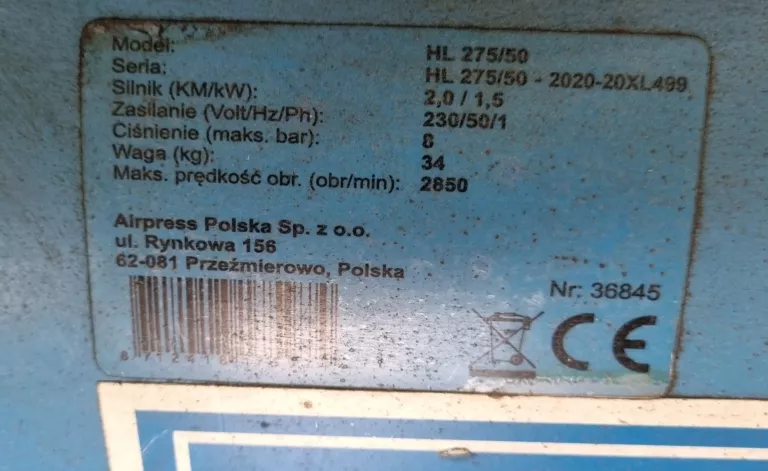 Model: HL 275/50
Seria: HL 275/50 - 2020-20XL499
Silnik (KM/kW): 2,0 / 1,5
Zasilanie (Volt/Hz/Ph): 230/50/1
Ciśnienie (maks. bar): 8
Waga (kg): 34
Maks. prędkość obr. (obr/min): 2850
Airpress Polska Sp. z o.o.
ul. Rynkowa 156
62-081 Przeźmierowo, Polska
Nr: 36845
CE